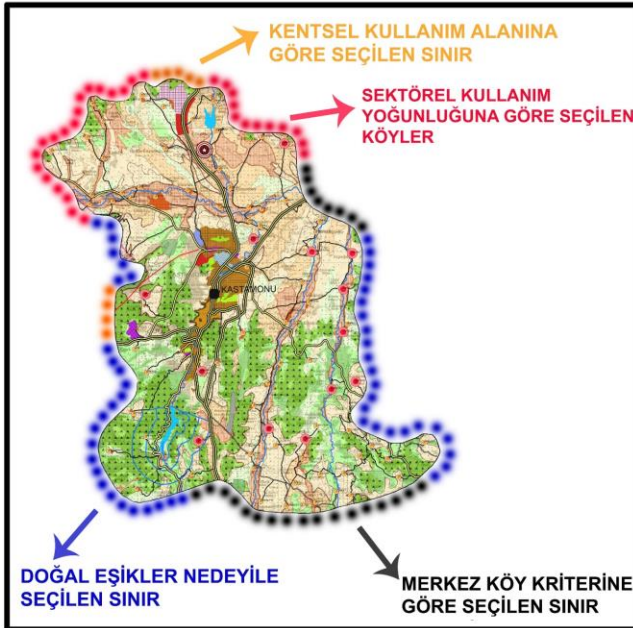 KENTSEL KULLANIM ALANINA
GÖRE SEÇİLEN SINIR
SEKTÖREL KULLANIM
YOĞUNLUĞUNA GÖRE SEÇİLEN
KÖYLER
KASTAMONU
DOĞAL EŞİKLER NEDEYİLE
SEÇİLEN SINIR
MERKEZ KÖY KRİTERİNE
GÖRE SEÇİLEN SINIR